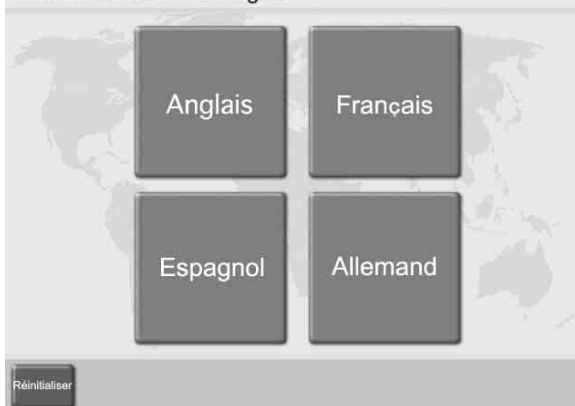 Anglais
Français
Espagnol
Allemand
Réinitialiser